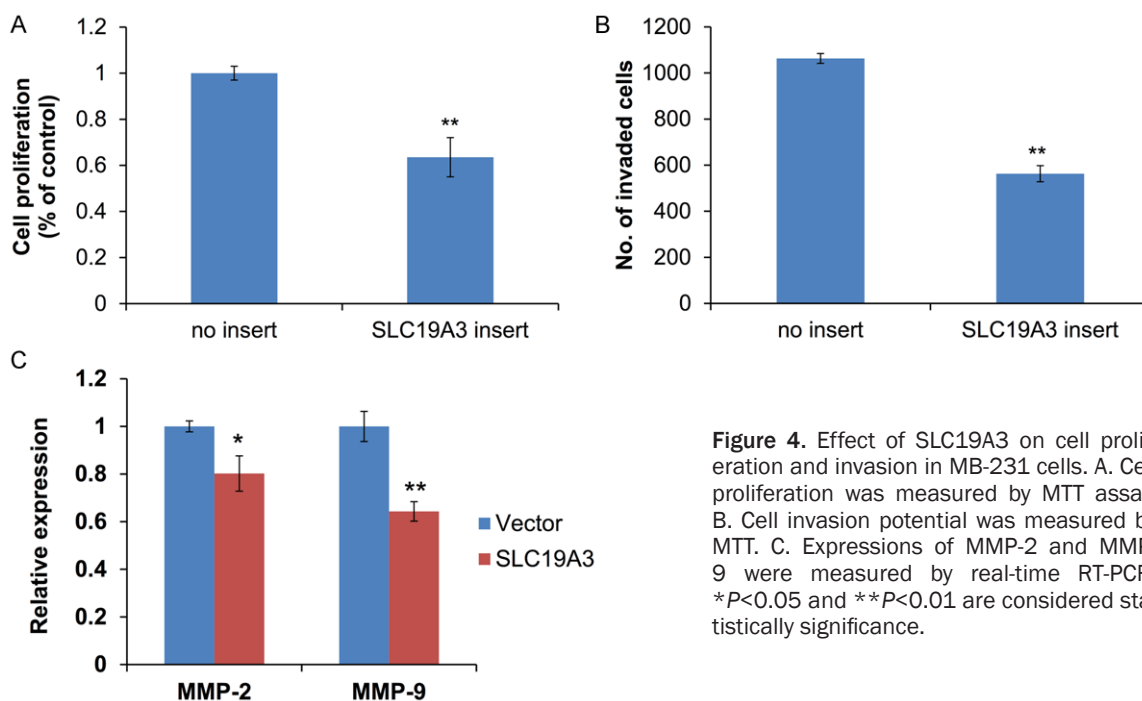 A
1.2
1
0.8
0.6
0.4
0.2
0
Cell proliferation
(% of control)
**
no insert
SLC19A3 insert
B
1200
1000
800
600
400
200
0
No. of invaded cells
**
no insert
SLC19A3 insert
C
1.2
1
0.8
0.6
0.4
0.2
0
Relative expression
*
**
MMP-2
MMP-9
Vector
SLC19A3
Figure 4. Effect of SLC19A3 on cell prolif
eration and invasion in MB-231 cells. A. Ce
proliferation was measured by MTT assa
B. Cell invasion potential was measured b
MTT. C. Expressions of MMP-2 and MMP
9 were measured by real-time RT-PCR
*P<0.05 and **P<0.01 are considered sta
tistically significance.